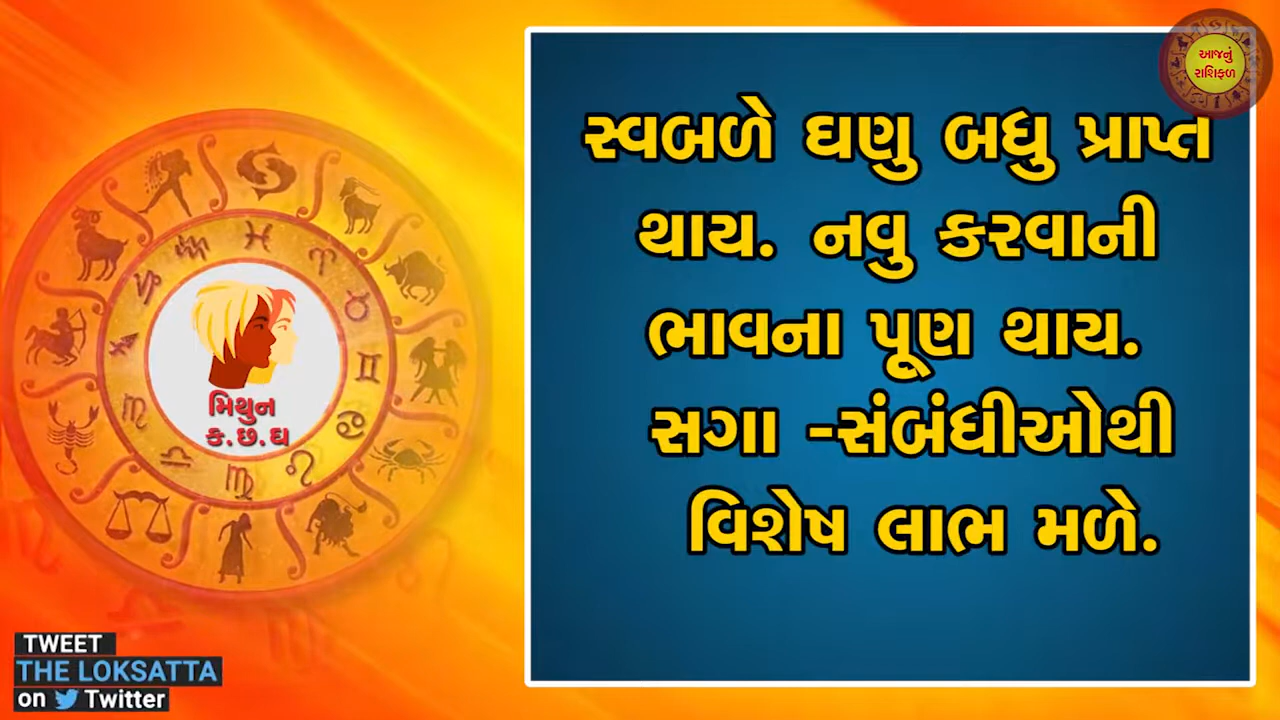 આજનું
રાશિફળ
સ્વબળે ઘણુ બધુ પ્રાપ્ત
થાય. નવુ કરવાની
ભાવના પૂણ થાય.
સગા -સંબંધીઓથી
વિશેષ લાભ મળે.
મિથુન
ક.છ.ઘ
TWEET
THE LOKSATTA
on Twitter